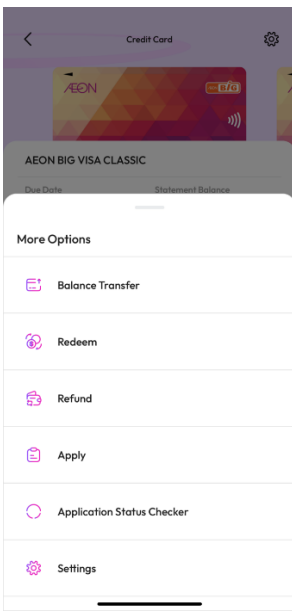 Credit Card
AEON
BIG
AEON BIG VISA CLASSIC
Due Date Statement Balance
More Options
Balance Transfer
Redeem
Refund
Apply
Application Status Checker
Settings